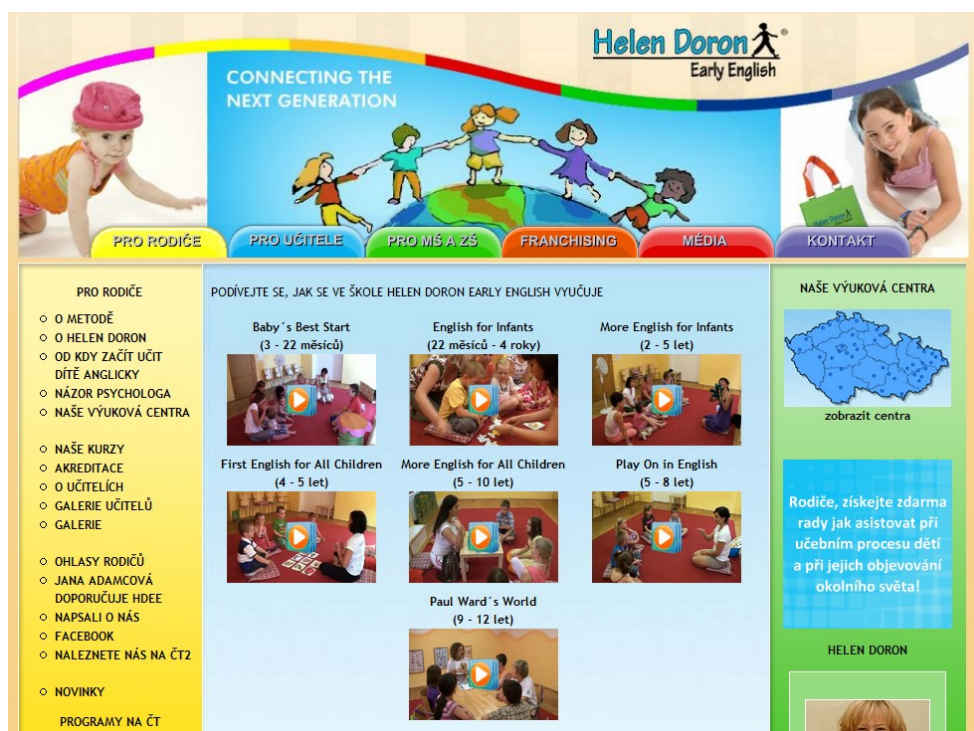 Helen Doron®
Early English
CONNECTING THE
NEXT GENERATION
Helen Doron
PRO RODIČE
PRO UČITELE
PRO MŠ A ZŠ
FRANCHISING
MÉDIA
KONTAKT
PRO RODIČE
O METODĚ
O HELEN DORON
OD KDY ZAČÍT UČIT
DÍTĚ ANGLICKY
NÁZOR PSYCHOLOGA
NAŠE VÝUKOVÁ CENTRA
NAŠE KURZY
AKREDITACE
O UČITELÍCH
GALERIE UČITELŮ
GALERIE
OHLASY RODIČŮ
JANA ADAMCOVÁ
DOPORUČUJE HDEE
NAPSALI O NÁS
FACEBOOK
NALEZNETE NÁS NA ČT2
NOVINKY
PROGRAMY NA ČT
PODÍVEJTE SE, JAK SE VE ŠKOLE HELEN DORON EARLY ENGLISH VYUČUJE
Baby´s Best Start
(3 - 22 měsíců)
English for Infants
(22 měsíců - 4 roky)
More English for Infants
(2 - 5 let)
First English for All Children
(4 - 5 let)
More English for All Children
(5 - 10 let)
Play On in English
(5 - 8 let)
Paul Ward´s World
(9 - 12 let)
NAŠE VÝUKOVÁ CENTRA
zobrazit centra
Rodiče, získejte zdarma
rady jak asistovat při
učebním procesu dětí
a při jejich objevování
okolního světa!
HELEN DORON